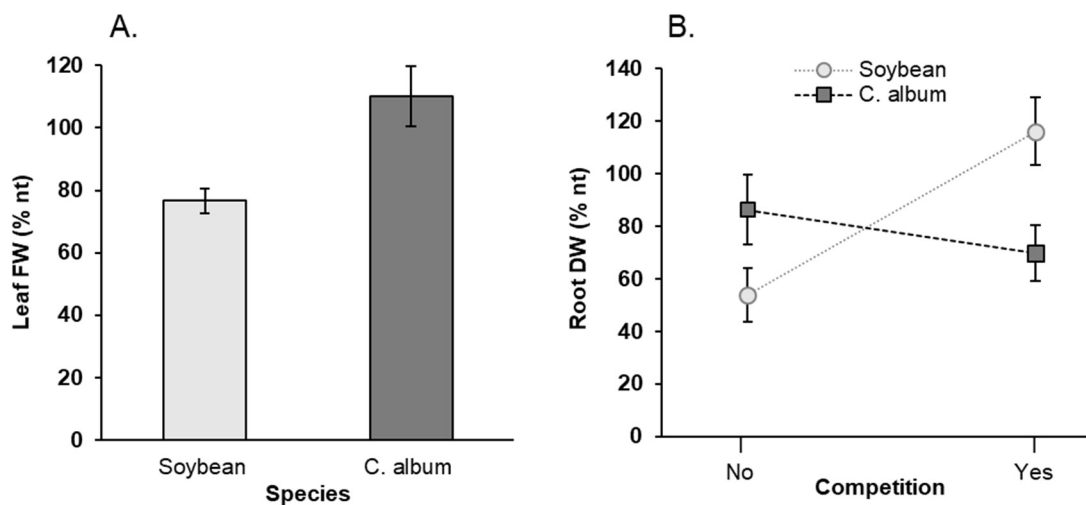 A.
Leaf FW (% nt)
120
100
80
60
40
20
0
Soybean C. album
Species
B.
Root DW (% nt)
140
120
100
80
60
40
20
0
Soybean
C. album
No Yes
Competition